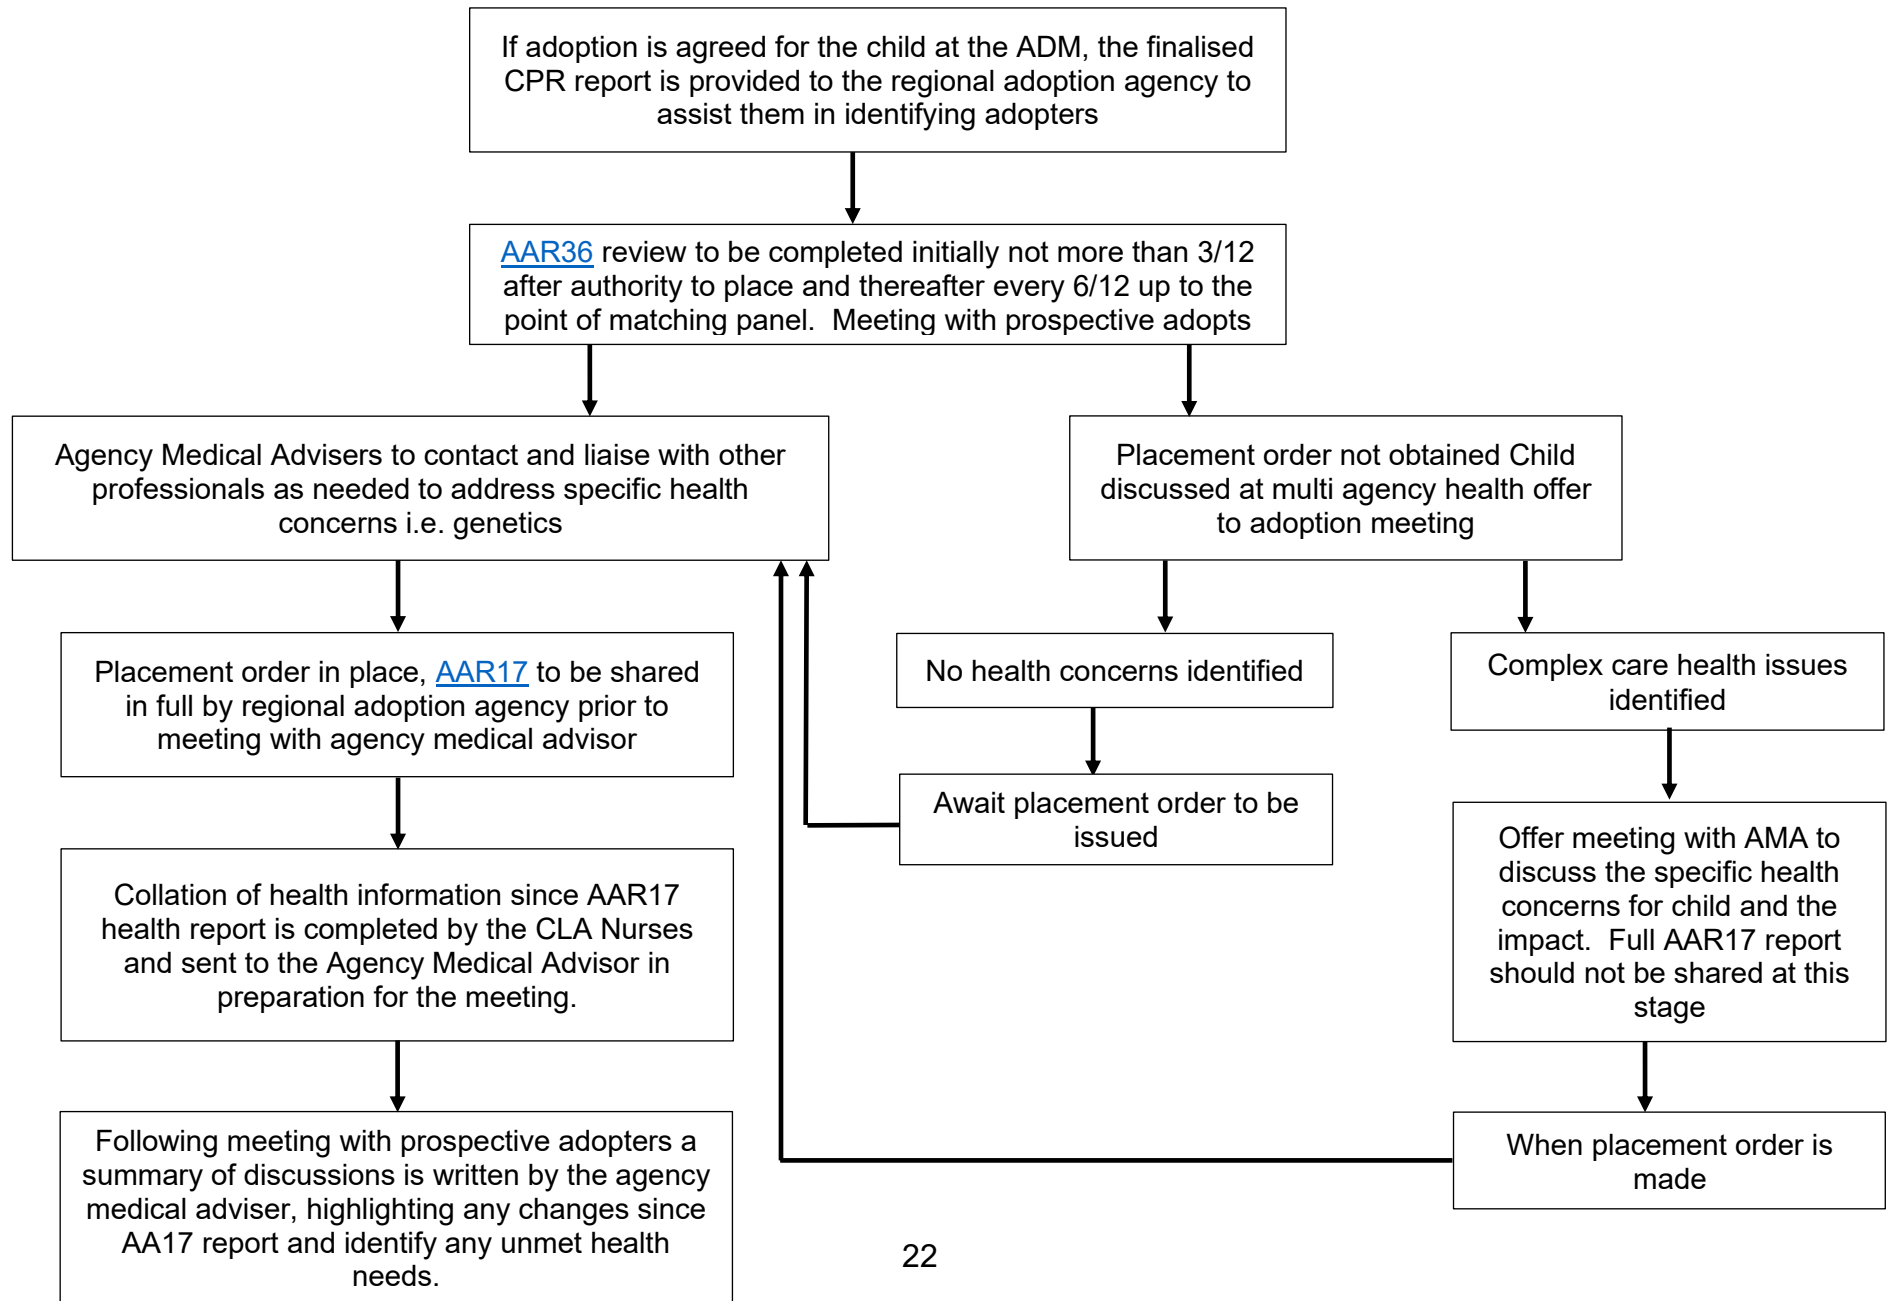 If adoption is agreed for the child at the ADM, the finalised
CPR report is provided to the regional adoption agency to
assist them in identifying adopters
AAR36 review to be completed initially not more than 3/12
after authority to place and thereafter every 6/12 up to the
point of matching panel.  Meeting with prospective adopts
Agency Medical Advisers to contact and liaise with other
professionals as needed to address specific health
concerns i.e. genetics
Placement order not obtained Child
discussed at multi agency health offer
to adoption meeting
Placement order in place, AAR17 to be shared
in full by regional adoption agency prior to
meeting with agency medical advisor
No health concerns identified
Complex care health issues
identified
Await placement order to be
issued
Offer meeting with AMA to
discuss the specific health
concerns for child and the
impact.  Full AAR17 report
should not be shared at this
stage
Collation of health information since AAR17
health report is completed by the CLA Nurses
and sent to the Agency Medical Advisor in
preparation for the meeting.
When placement order is
made
Following meeting with prospective adopters a
summary of discussions is written by the agency
medical adviser, highlighting any changes since
AA17 report and identify any unmet health
needs.
22